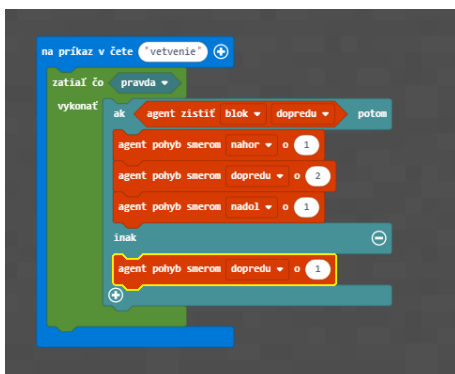 na príkaz v čete "vetvenie"
zatiaľ čo pravda
vykonať
ak agent zistiť blok dopredu potom
agent pohyb smerom nahor o 1
agent pohyb smerom dopredu o 2
agent pohyb smerom nadol o 1
inak
agent pohyb smerom dopredu o 1